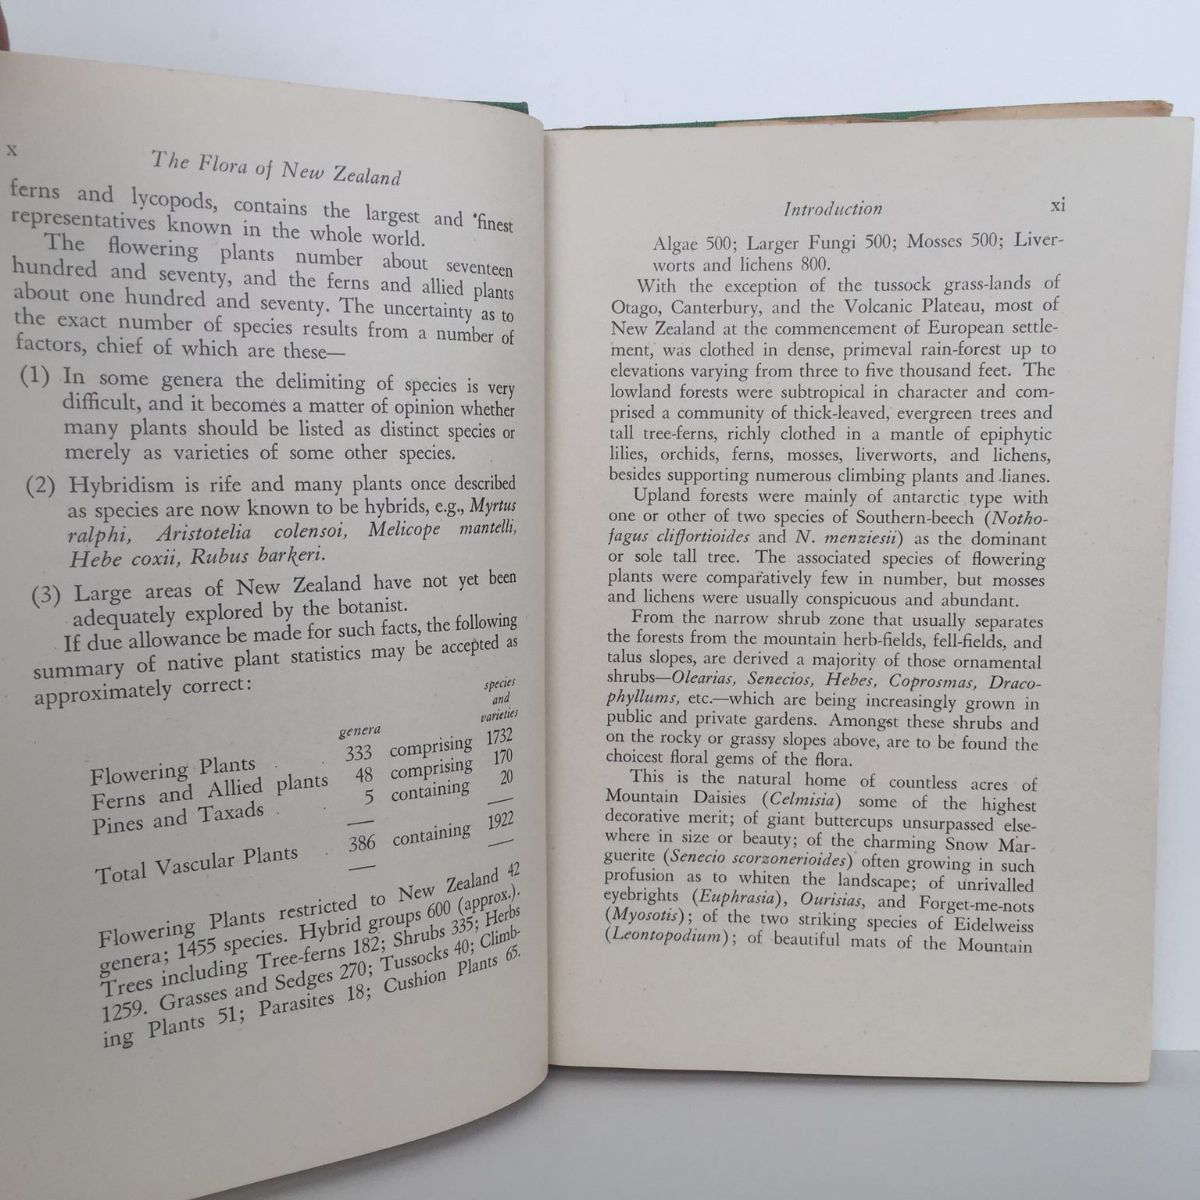 x
The Flora of New Zealand
ferns and lycopods, contains the largest and 'finest
representatives known in the whole world.
The flowering plants number about seventeen
hundred and seventy, and the ferns and allied plants
about one hundred and seventy. The uncertainty as to
the exact number of species results from a number of
factors, chief of which are these—
(1) In some genera the delimiting of species is very
difficult, and it becomes a matter of opinion whether
many plants should be listed as distinct species or
merely as varieties of some other species.
(2) Hybridism is rife and many plants once described
as species are now known to be hybrids, e.g., Myrtus
ralphi, Aristotelia colensoi, Melicope mantelli,
Hebe coxii, Rubus barkeri.
(3) Large areas of New Zealand have not yet been
adequately explored by the botanist.
If due allowance be made for such facts, the following
summary of native plant statistics may be accepted as
approximately correct:
species
and
genera varieties
Flowering Plants . . 333 comprising 1732
Ferns and Allied plants 48 comprising 170
Pines and Taxads . . 5 containing 20
Total Vascular Plants . 386 containing 1922
Flowering Plants restricted to New Zealand 42
genera; 1455 species. Hybrid groups 600 (approx.).
Trees including Tree-ferns 182; Shrubs 335; Herbs
1259. Grasses and Sedges 270; Tussocks 40; Climb-
ing Plants 51; Parasites 18; Cushion Plants 65.
Introduction xi
Algae 500; Larger Fungi 500; Mosses 500; Liver-
worts and lichens 800.
With the exception of the tussock grass-lands of
Otago, Canterbury, and the Volcanic Plateau, most of
New Zealand at the commencement of European settle-
ment, was clothed in dense, primeval rain-forest up to
elevations varying from three to five thousand feet. The
lowland forests were subtropical in character and com-
prised a community of thick-leaved, evergreen trees and
tall tree-ferns, richly clothed in a mantle of epiphytic
lilies, orchids, ferns, mosses, liverworts, and lichens,
besides supporting numerous climbing plants and lianes.
Upland forests were mainly of antarctic type with
one or other of two species of Southern-beech (Notho-
fagus cliffortioides and N. menziesii) as the dominant
or sole tall tree. The associated species of flowering
plants were comparatively few in number, but mosses
and lichens were usually conspicuous and abundant.
From the narrow shrub zone that usually separates
the forests from the mountain herb-fields, fell-fields, and
talus slopes, are derived a majority of those ornamental
shrubs—Olearias, Senecios, Hebes, Coprosmas, Draco-
phyllums, etc.—which are being increasingly grown in
public and private gardens. Amongst these shrubs and
on the rocky or grassy slopes above, are to be found the
choicest floral gems of the flora.
This is the natural home of countless acres of
Mountain Daisies (Celmisia) some of the highest
decorative merit; of giant buttercups unsurpassed else-
where in size or beauty; of the charming Snow Mar-
guerite (Senecio scorzonerioides) often growing in such
profusion as to whiten the landscape; of unrivalled
eyebrights (Euphrasia), Ourisias, and Forget-me-nots
(Myosotis); of the two striking species of Eidelweiss
(Leontopodium); of beautiful mats of the Mountain